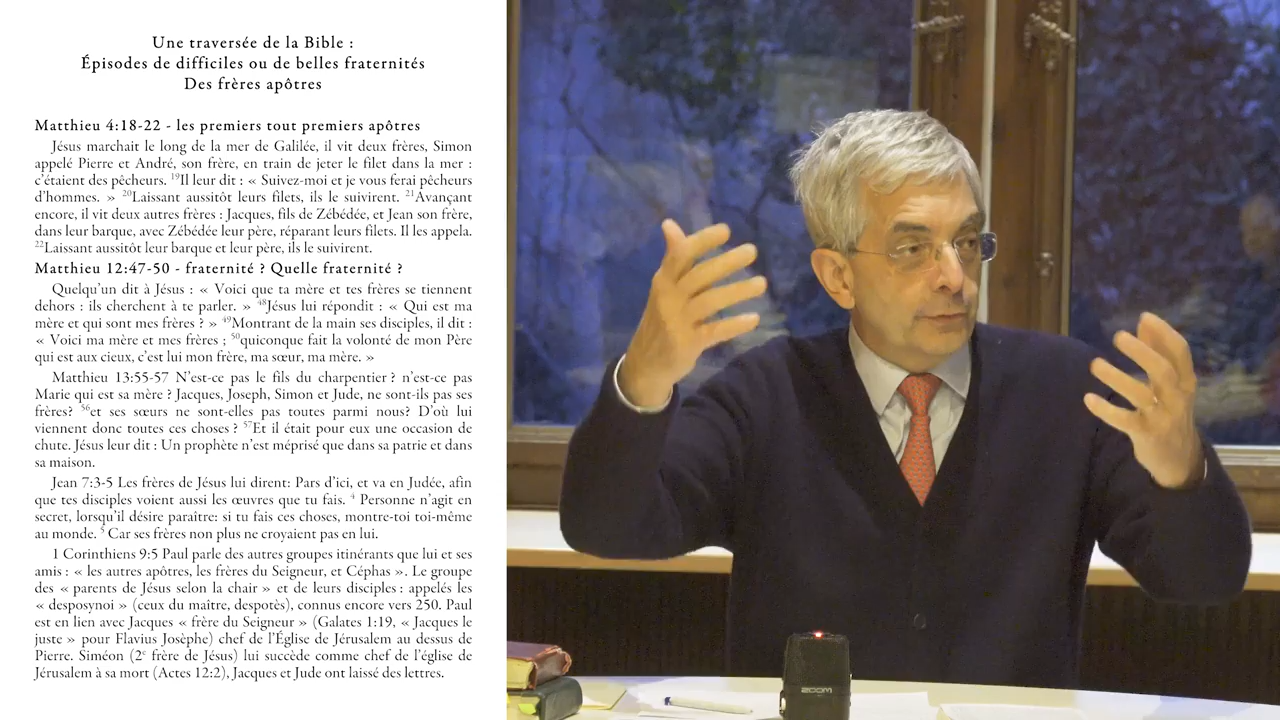 Une traversée de la Bible :
Épisodes de difficiles ou de belles fraternités
Des frères apôtres
Matthieu 4:18-22 - les premiers tout premiers apôtres
Jésus marchait le long de la mer de Galilée, il vit deux frères, Simon
appelé Pierre et André, son frère, en train de jeter le filet dans la mer :
c'étaient des pêcheurs. ¹⁹Il leur dit : « Suivez-moi et je vous ferai pêcheurs
d'hommes. » ²⁰Laissant aussitôt leurs filets, ils le suivirent. ²¹Avançant
encore, il vit deux autres frères : Jacques, fils de Zébédée, et Jean son frère,
dans leur barque, avec Zébédée leur père, réparant leurs filets. Il les appela.
²²Laissant aussitôt leur barque et leur père, ils le suivirent.
Matthieu 12:47-50 - fraternité ? Quelle fraternité ?
Quelqu'un dit à Jésus : « Voici que ta mère et tes frères se tiennent
dehors : ils cherchent à te parler. » ⁴⁸Jésus lui répondit : « Qui est ma
mère et qui sont mes frères ? » ⁴⁹Montrant de la main ses disciples, il dit :
« Voici ma mère et mes frères ; ⁵⁰quiconque fait la volonté de mon Père
qui est aux cieux, c'est lui mon frère, ma sœur, ma mère. »
Matthieu 13:55-57 N'est-ce pas le fils du charpentier ? n'est-ce pas
Marie qui est sa mère ? Jacques, Joseph, Simon et Jude, ne sont-ils pas ses
frères? ⁵⁶et ses sœurs ne sont-elles pas toutes parmi nous? D'où lui
viennent donc toutes ces choses ? ⁵⁷Et il était pour eux une occasion de
chute. Jésus leur dit : Un prophète n'est méprisé que dans sa patrie et dans
sa maison.
Jean 7:3-5 Les frères de Jésus lui dirent: Pars d'ici, et va en Judée, afin
que tes disciples voient aussi les œuvres que tu fais. ⁴ Personne n'agit en
secret, lorsqu'il désire paraître: si tu fais ces choses, montre-toi toi-même
au monde. ⁵ Car ses frères non plus ne croyaient pas en lui.
1 Corinthiens 9:5 Paul parle des autres groupes itinérants que lui et ses
amis : « les autres apôtres, les frères du Seigneur, et Céphas ». Le groupe
des « parents de Jésus selon la chair » et de leurs disciples : appelés les
« desposynoi » (ceux du maître, despotès), connus encore vers 250. Paul
est en lien avec Jacques « frère du Seigneur » (Galates 1:19, « Jacques le
juste » pour Flavius Josèphe) chef de l'Église de Jérusalem au dessus de
Pierre. Simon (2ᵉ frère de Jésus) lui succède comme chef de l'église de
Jérusalem à sa mort (Actes 12:2), Jacques et Jude ont laissé des lettres.
ZOOM